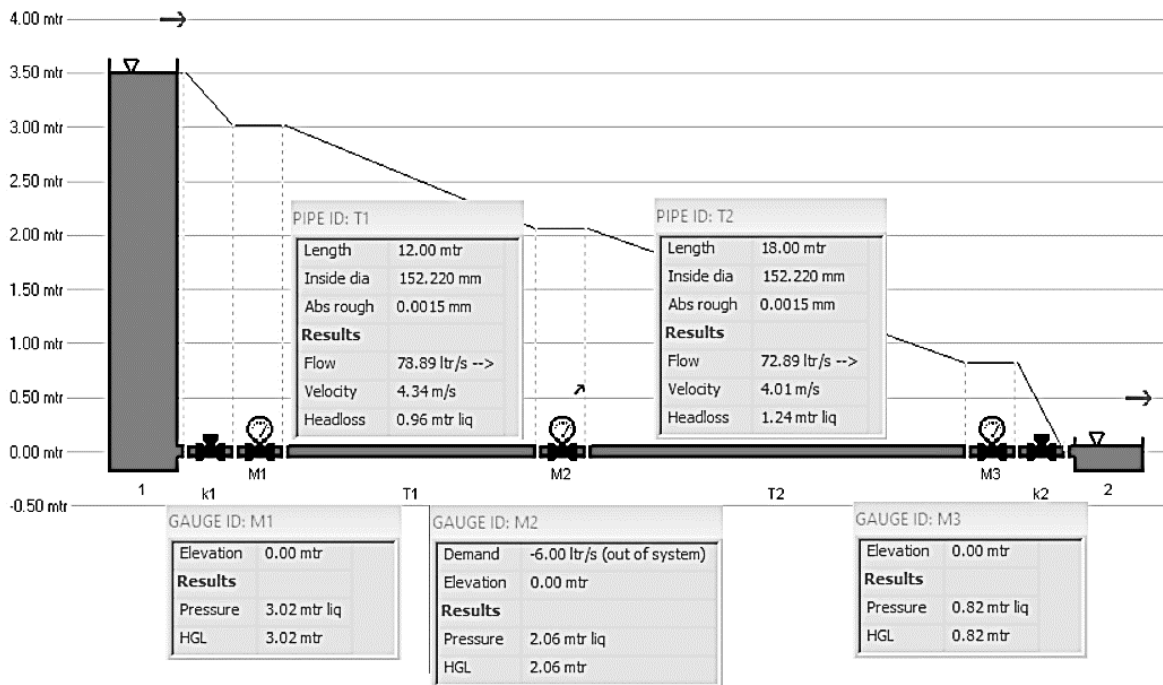 4.00 mtr
3.50 mtr
3.00 mtr
2.50 mtr
2.00 mtr
1.50 mtr
1.00 mtr
0.50 mtr
0.00 mtr
-0.50 mtr
PIPE ID: T1
Length 12.00 mtr
Inside dia 152.220 mm
Abs rough 0.0015 mm
Results
Flow 78.89 ltr/s -->
Velocity 4.34 m/s
Headloss 0.96 mtr liq
PIPE ID: T2
Length 18.00 mtr
Inside dia 152.220 mm
Abs rough 0.0015 mm
Results
Flow 72.89 ltr/s -->
Velocity 4.01 m/s
Headloss 1.24 mtr liq
1 k1 M1 T1 M2 T2 M3 k2 2
GAUGE ID: M1
Elevation 0.00 mtr
Results
Pressure 3.02 mtr liq
HGL 3.02 mtr
GAUGE ID: M2
Demand -6.00 ltr/s (out of system)
Elevation 0.00 mtr
Results
Pressure 2.06 mtr liq
HGL 2.06 mtr
GAUGE ID: M3
Elevation 0.00 mtr
Results
Pressure 0.82 mtr liq
HGL 0.82 mtr